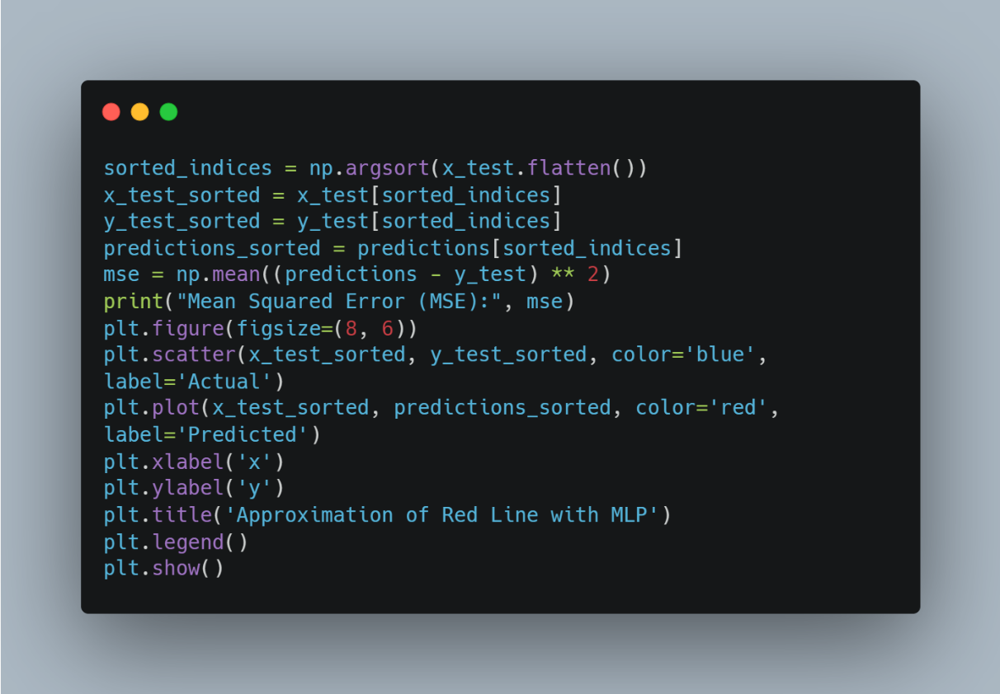 sorted_indices = np.argsort(x_test.flatten())
x_test_sorted = x_test[sorted_indices]
y_test_sorted = y_test[sorted_indices]
predictions_sorted = predictions[sorted_indices]
mse = np.mean((predictions - y_test) ** 2)
print("Mean Squared Error (MSE):", mse)
plt.figure(figsize=(8, 6))
plt.scatter(x_test_sorted, y_test_sorted, color='blue',
label='Actual')
plt.plot(x_test_sorted, predictions_sorted, color='red',
label='Predicted')
plt.xlabel('x')
plt.ylabel('y')
plt.title('Approximation of Red Line with MLP')
plt.legend()
plt.show()